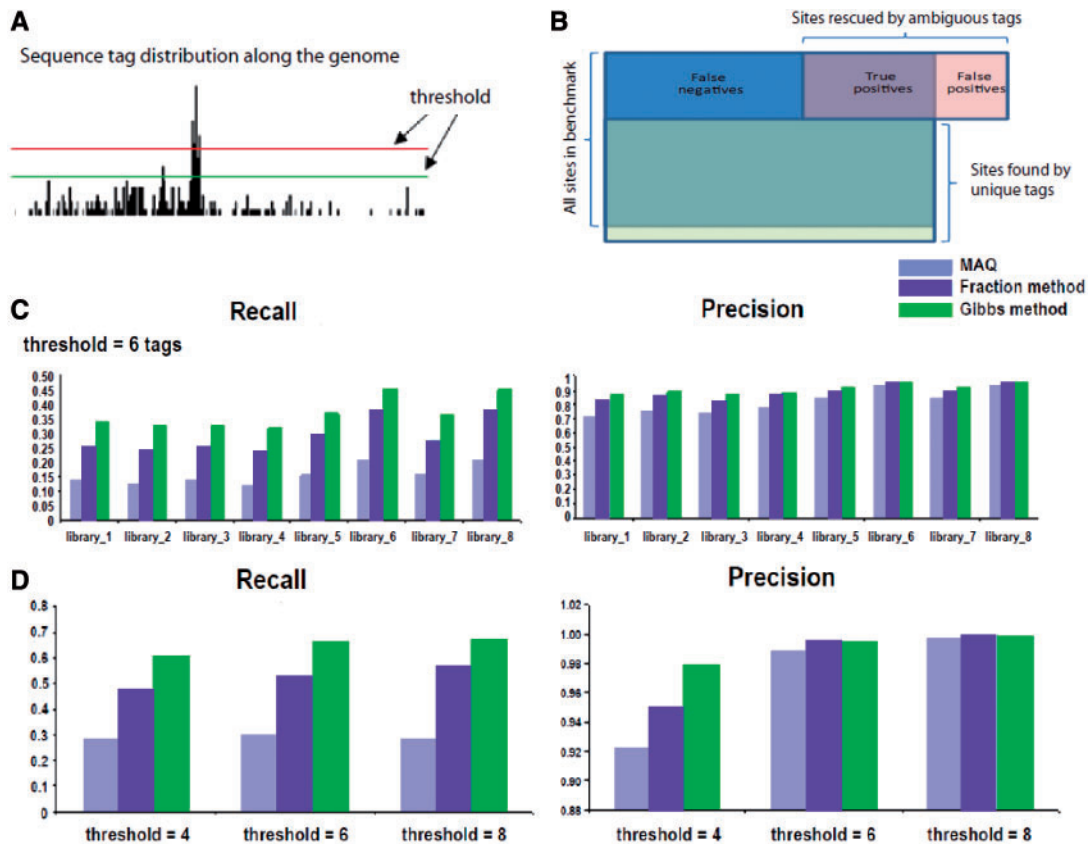 A
Sequence tag distribution along the genome
threshold
B
Sites rescued by ambiguous tags
All sites in benchmark
False
negatives
True
positives
False
positives
Sites found by
unique tags
MAQ
Fraction method
Gibbs method
C
Recall
threshold = 6 tags
0.50
0.45
0.40
0.35
0.30
0.25
0.20
0.15
0.10
0.05
0
library_1 library_2 library_3 library_4 library_5 library_6 library_7 library_8
Precision
1
0.9
0.8
0.7
0.6
0.5
0.4
0.3
0.2
0.1
0
library_1 library_2 library_3 library_4 library_5 library_6 library_7 library_8
D
Recall
0.8
0.7
0.6
0.5
0.4
0.3
0.2
0.1
0
threshold = 4 threshold = 6 threshold = 8
Precision
1.02
1.00
0.98
0.96
0.94
0.92
0.90
0.88
threshold = 4 threshold = 6 threshold = 8